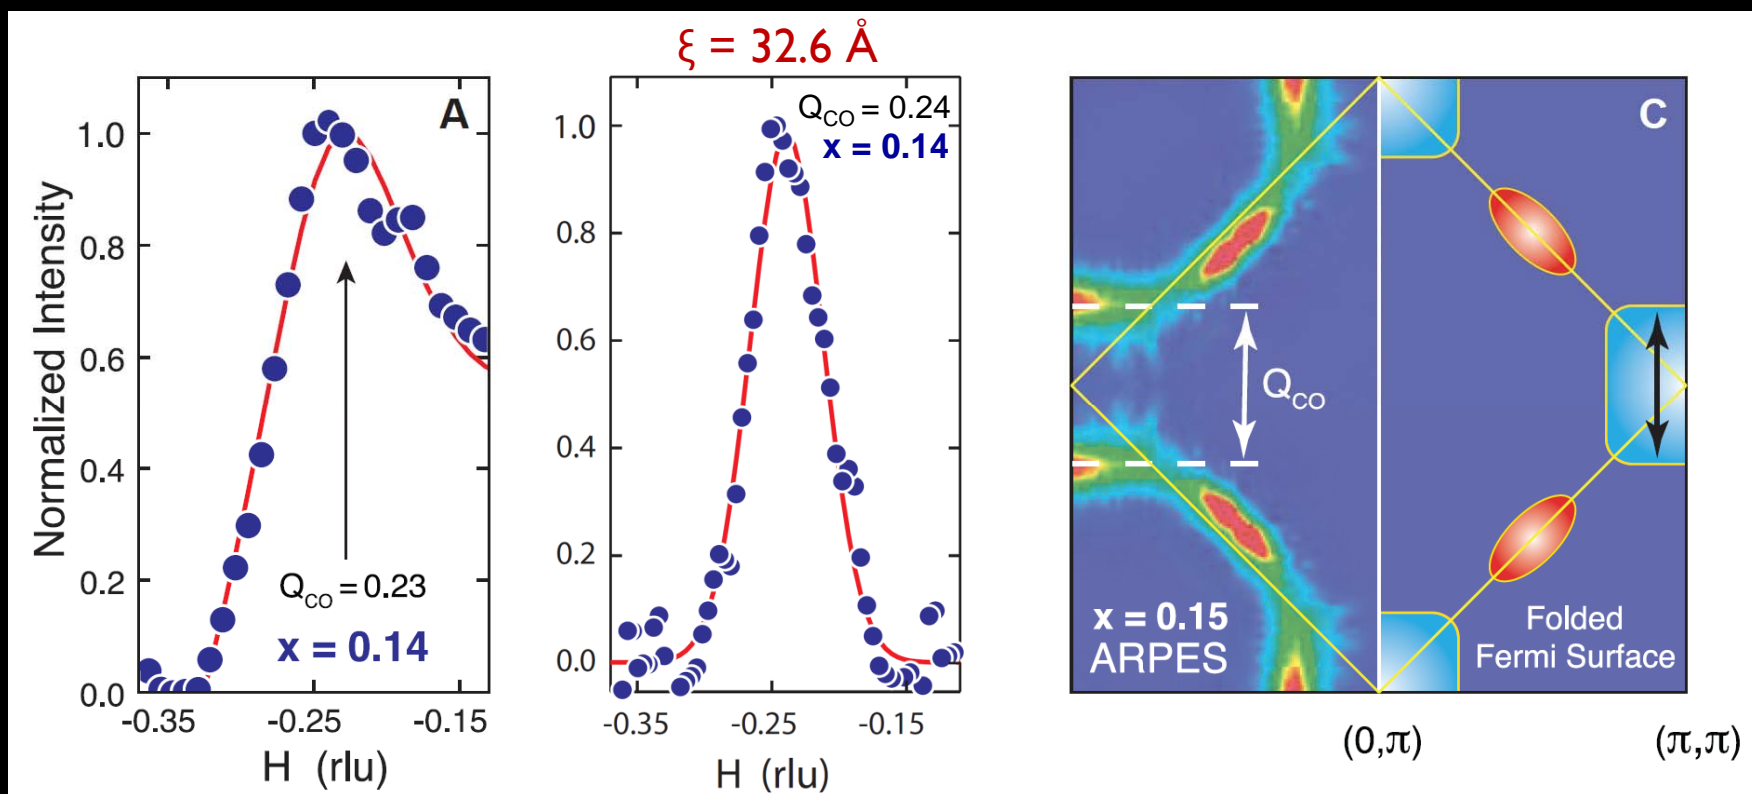 ξ = 32.6 Å
A
Normalized Intensity
1.0
0.8
0.6
0.4
0.2
0.0
-0.35
-0.25
-0.15
H (rlu)
Q_CO = 0.23
x = 0.14
Q_CO = 0.24
x = 0.14
1.0
0.8
0.6
0.4
0.2
0.0
-0.35
-0.25
-0.15
H (rlu)
C
Q_CO
x = 0.15
ARPES
Folded
Fermi Surface
(0,π)
(π,π)